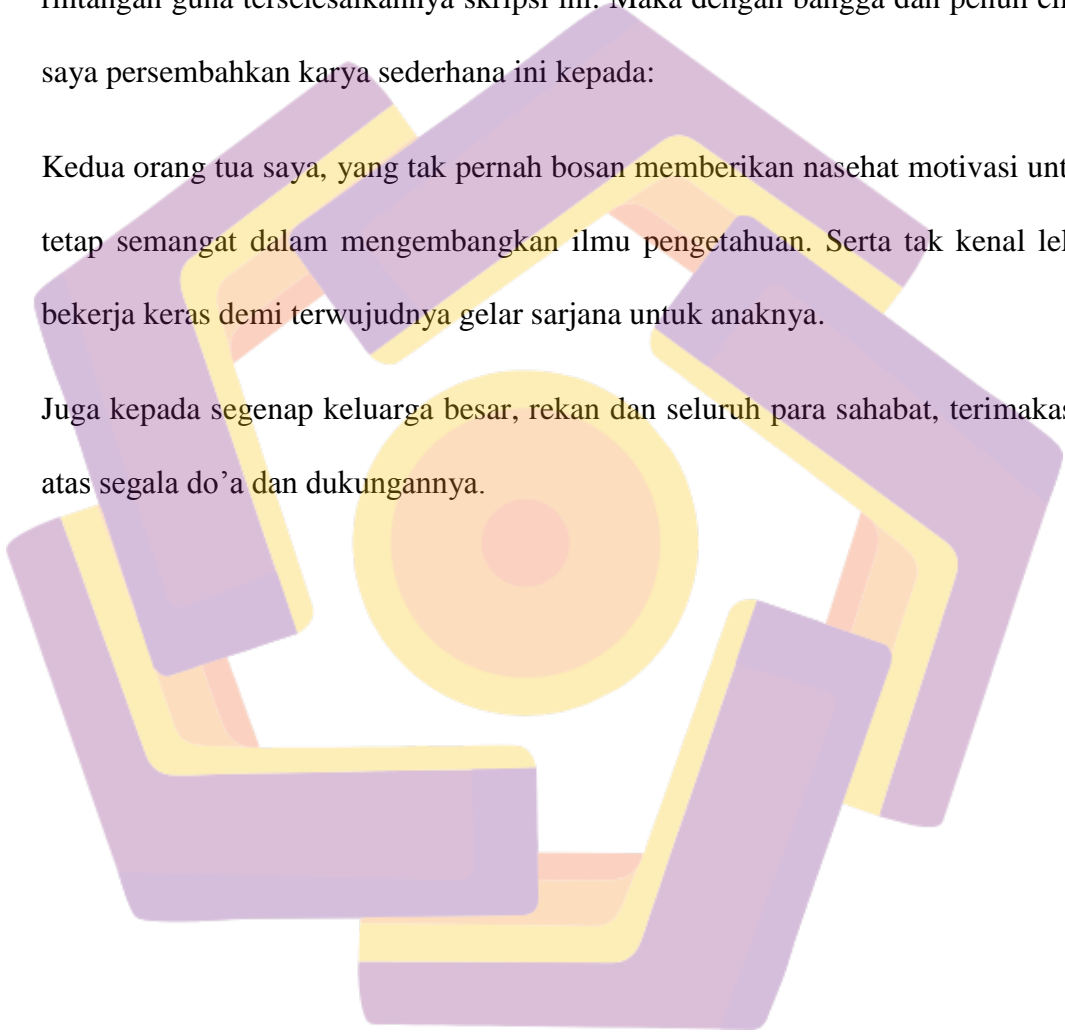 rintangan guna terselesaikannya skripsi ini. Maka dengan bangga dan penuh
saya persembahkan karya sederhana ini kepada:
Kedua orang tua saya, yang tak pernah bosan memberikan nasehat motivasi
tetap semangat dalam mengembangkan ilmu pengetahuan. Serta tak kenal
bekerja keras demi terwujudnya gelar sarjana untuk anaknya.
Juga kepada segenap keluarga besar, rekan dan seluruh para sahabat,
atas segala do’a dan dukungannya.